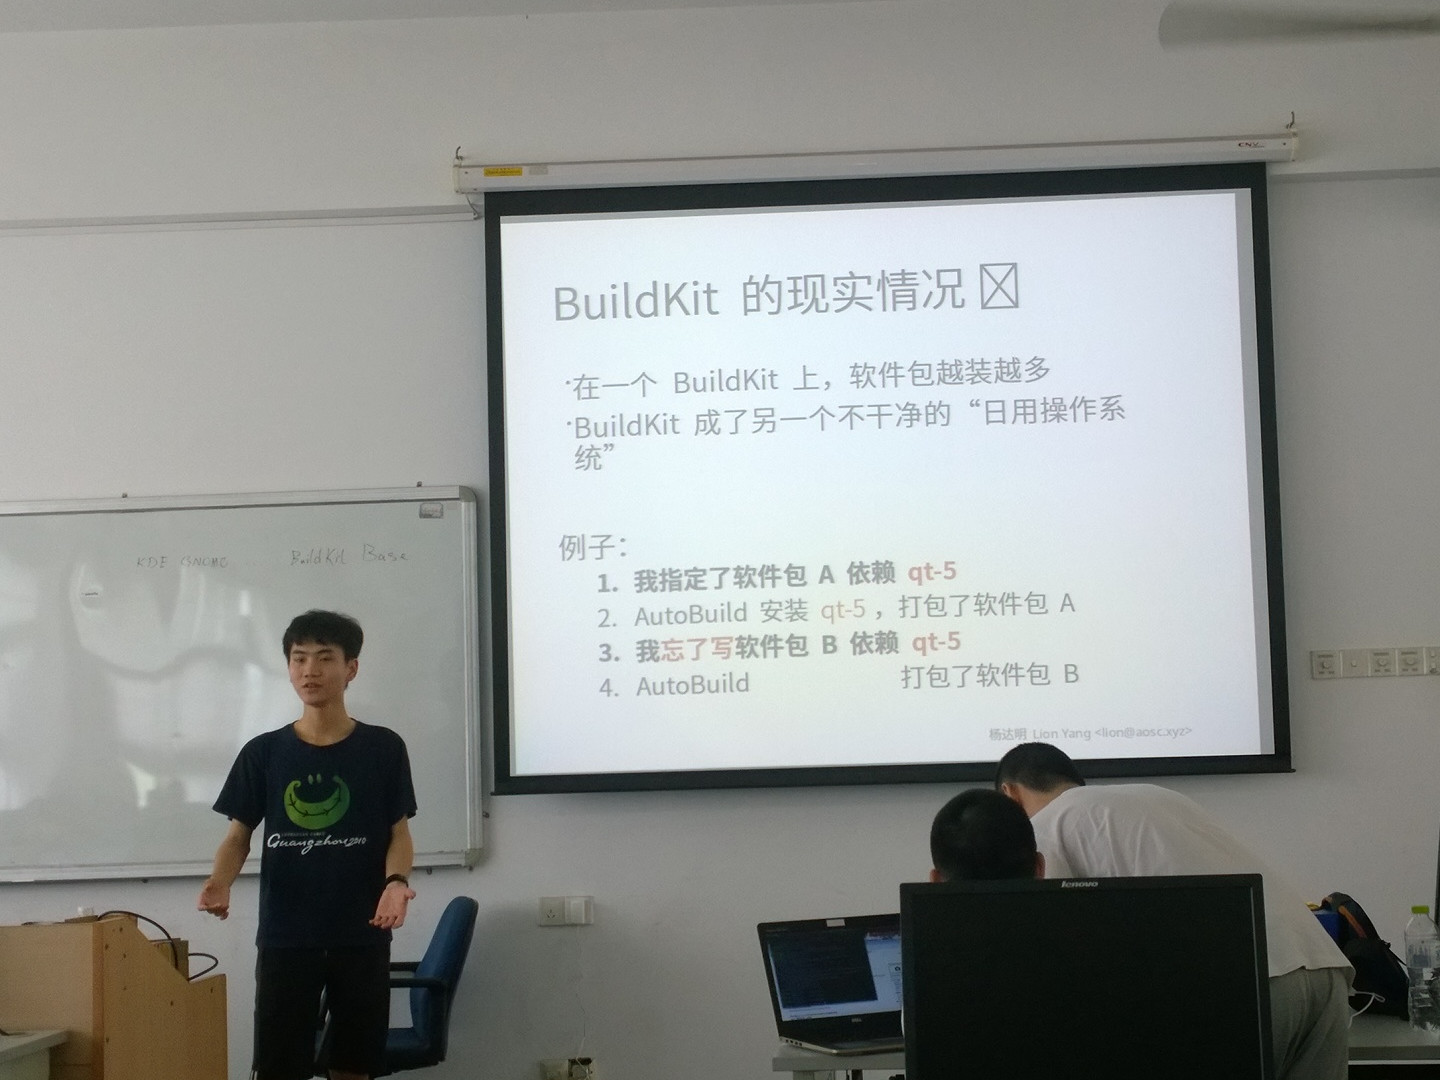 BuildKit 的现实情况
·在一个 BuildKit 上，软件包越装越多
·BuildKit 成了另一个不干净的“日用操作系
统”
例子：
1. 我指定了软件包 A 依赖 qt-5
2. AutoBuild 安装 qt-5，打包了软件包 A
3. 我忘了写软件包 B 依赖 qt-5
4. AutoBuild 打包了软件包 B
杨达明 Lion Yang <lion@aosc.xyz>
KDE GNOME BuildKit Base
Guangzhou 2010
lenovo
DELL